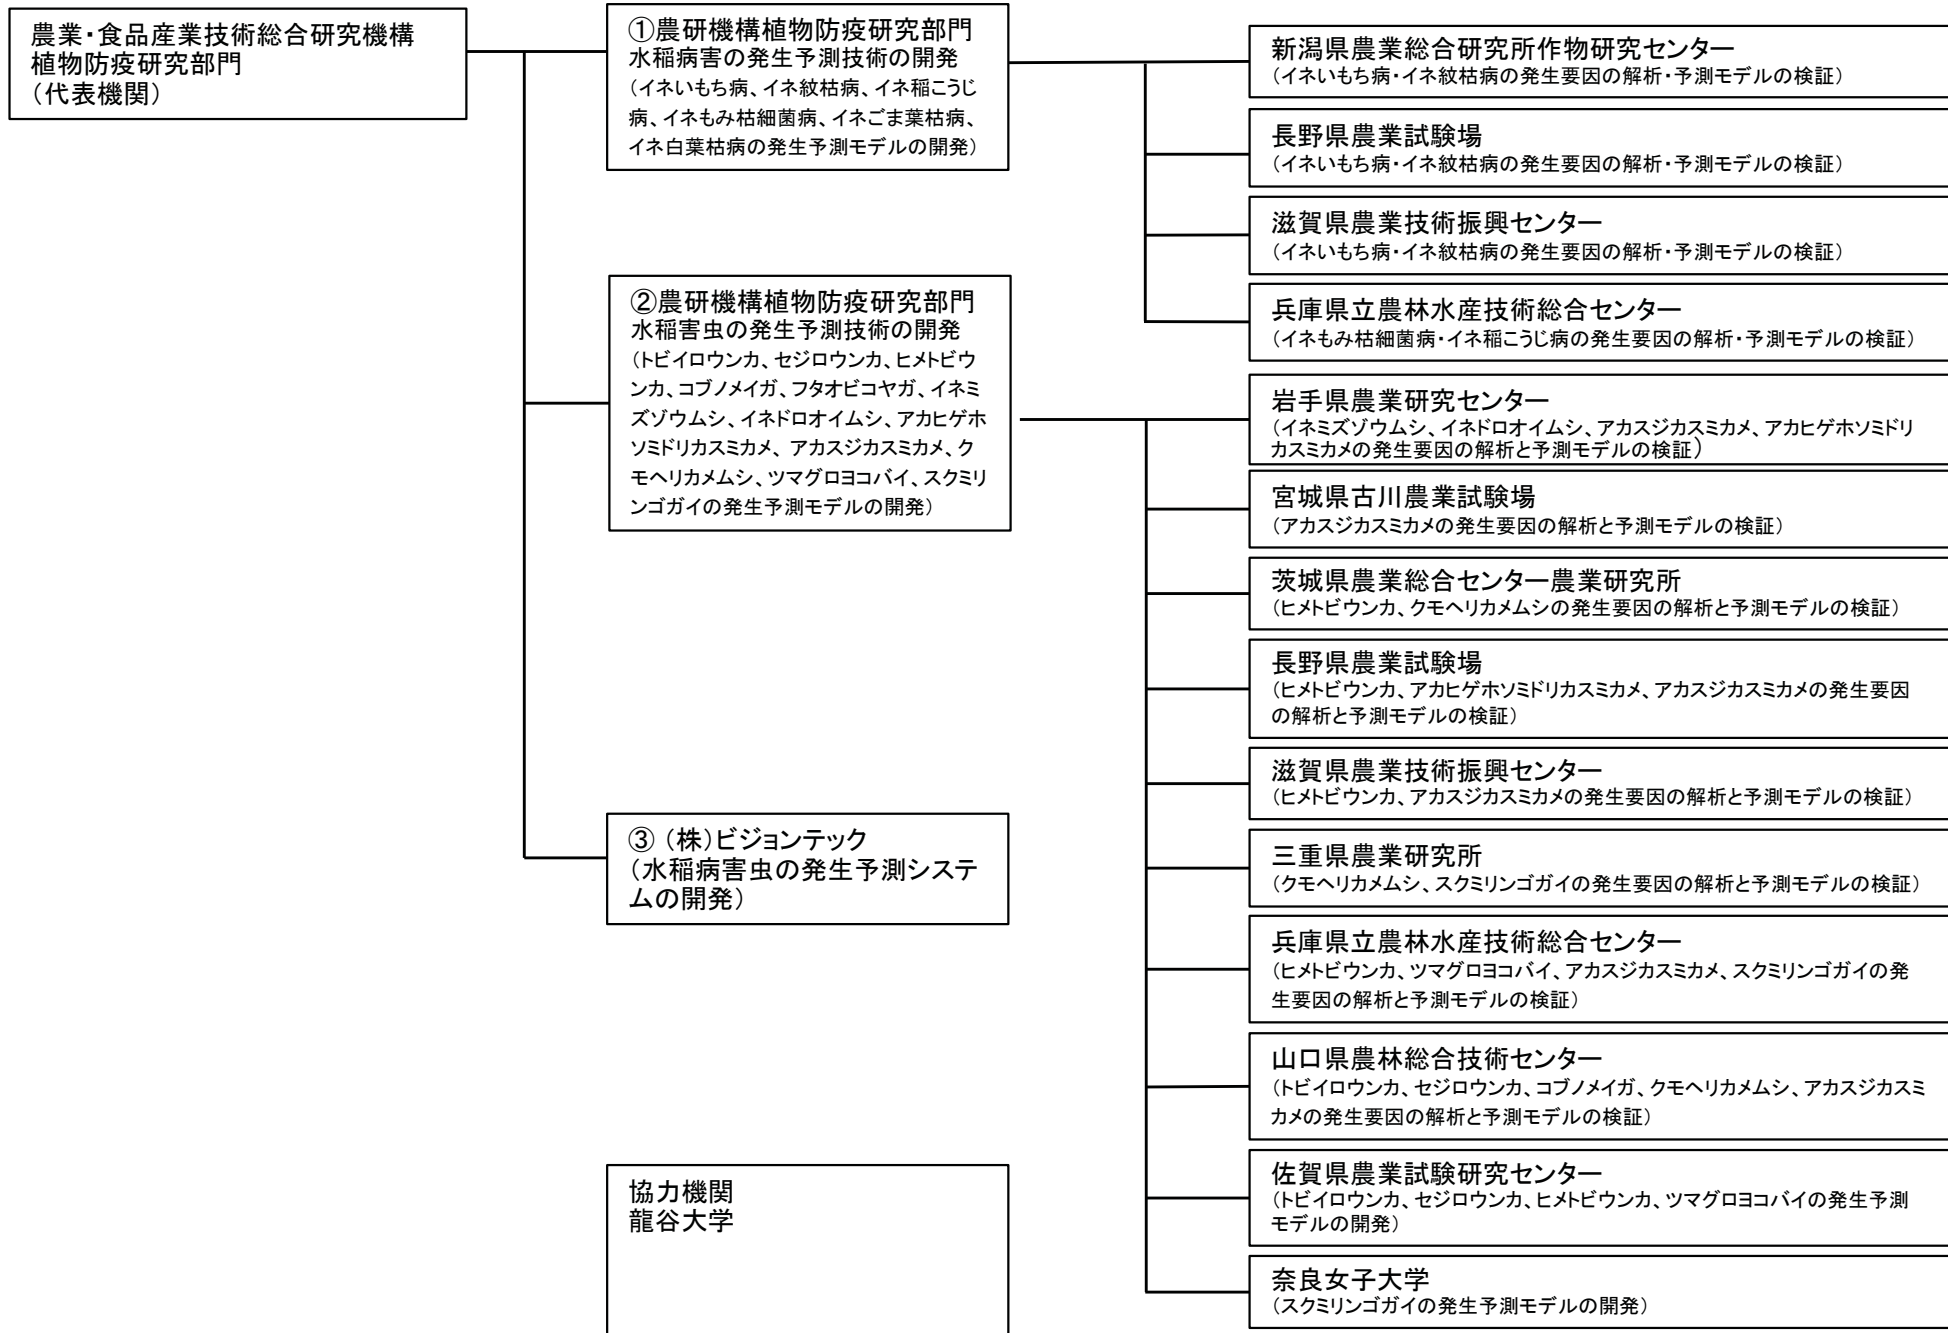 農業・食品産業技術総合研究機構
植物防疫研究部門
（代表機関）
①農研機構植物防疫研究部門
水稲病害の発生予測技術の開発
（イネいもち病、イネ紋枯病、イネ稲こうじ
病、イネもみ枯細菌病、イネごま葉枯病、
イネ白葉枯病の発生予測モデルの開発）
新潟県農業総合研究所作物研究センター
（イネいもち病・イネ紋枯病の発生要因の解析・予測モデルの検証）
長野県農業試験場
（イネいもち病・イネ紋枯病の発生要因の解析・予測モデルの検証）
滋賀県農業技術振興センター
（イネいもち病・イネ紋枯病の発生要因の解析・予測モデルの検証）
兵庫県立農林水産技術総合センター
（イネもみ枯細菌病・イネ稲こうじ病の発生要因の解析・予測モデルの検証）
②農研機構植物防疫研究部門
水稲害虫の発生予測技術の開発
（トビイロウンカ、セジロウンカ、ヒメトビウ
ンカ、コブノメイガ、フタオビコヤガ、イネミ
ズゾウムシ、イネドロオイムシ、アカヒゲホ
ソミドリカスミカメ、アカスジカスミカメ、ク
モヘリカメムシ、ツマグロヨコバイ、スクミリ
ンゴガイの発生予測モデルの開発）
岩手県農業研究センター
（イネミズゾウムシ、イネドロオイムシ、アカスジカスミカメ、アカヒゲホソミドリ
カスミカメの発生要因の解析と予測モデルの検証）
宮城県古川農業試験場
（アカスジカスミカメの発生要因の解析と予測モデルの検証）
茨城県農業総合センター農業研究所
（ヒメトビウンカ、クモヘリカメムシの発生要因の解析と予測モデルの検証）
長野県農業試験場
（ヒメトビウンカ、アカヒゲホソミドリカスミカメ、アカスジカスミカメの発生要因
の解析と予測モデルの検証）
滋賀県農業技術振興センター
（ヒメトビウンカ、アカスジカスミカメの発生要因の解析と予測モデルの検証）
三重県農業研究所
（クモヘリカメムシ、スクミリンゴガイの発生要因の解析と予測モデルの検証）
兵庫県立農林水産技術総合センター
（ヒメトビウンカ、ツマグロヨコバイ、アカスジカスミカメ、スクミリンゴガイの発
生要因の解析と予測モデルの検証）
山口県農林総合技術センター
（トビイロウンカ、セジロウンカ、コブノメイガ、クモヘリカメムシ、アカスジカスミ
カメの発生要因の解析と予測モデルの検証）
佐賀県農業試験研究センター
（トビイロウンカ、セジロウンカ、ヒメトビウンカ、ツマグロヨコバイの発生予測
モデルの開発）
奈良女子大学
（スクミリンゴガイの発生予測モデルの開発）
③（株）ビジョンテック
（水稲病害虫の発生予測システ
ムの開発）
協力機関
龍谷大学